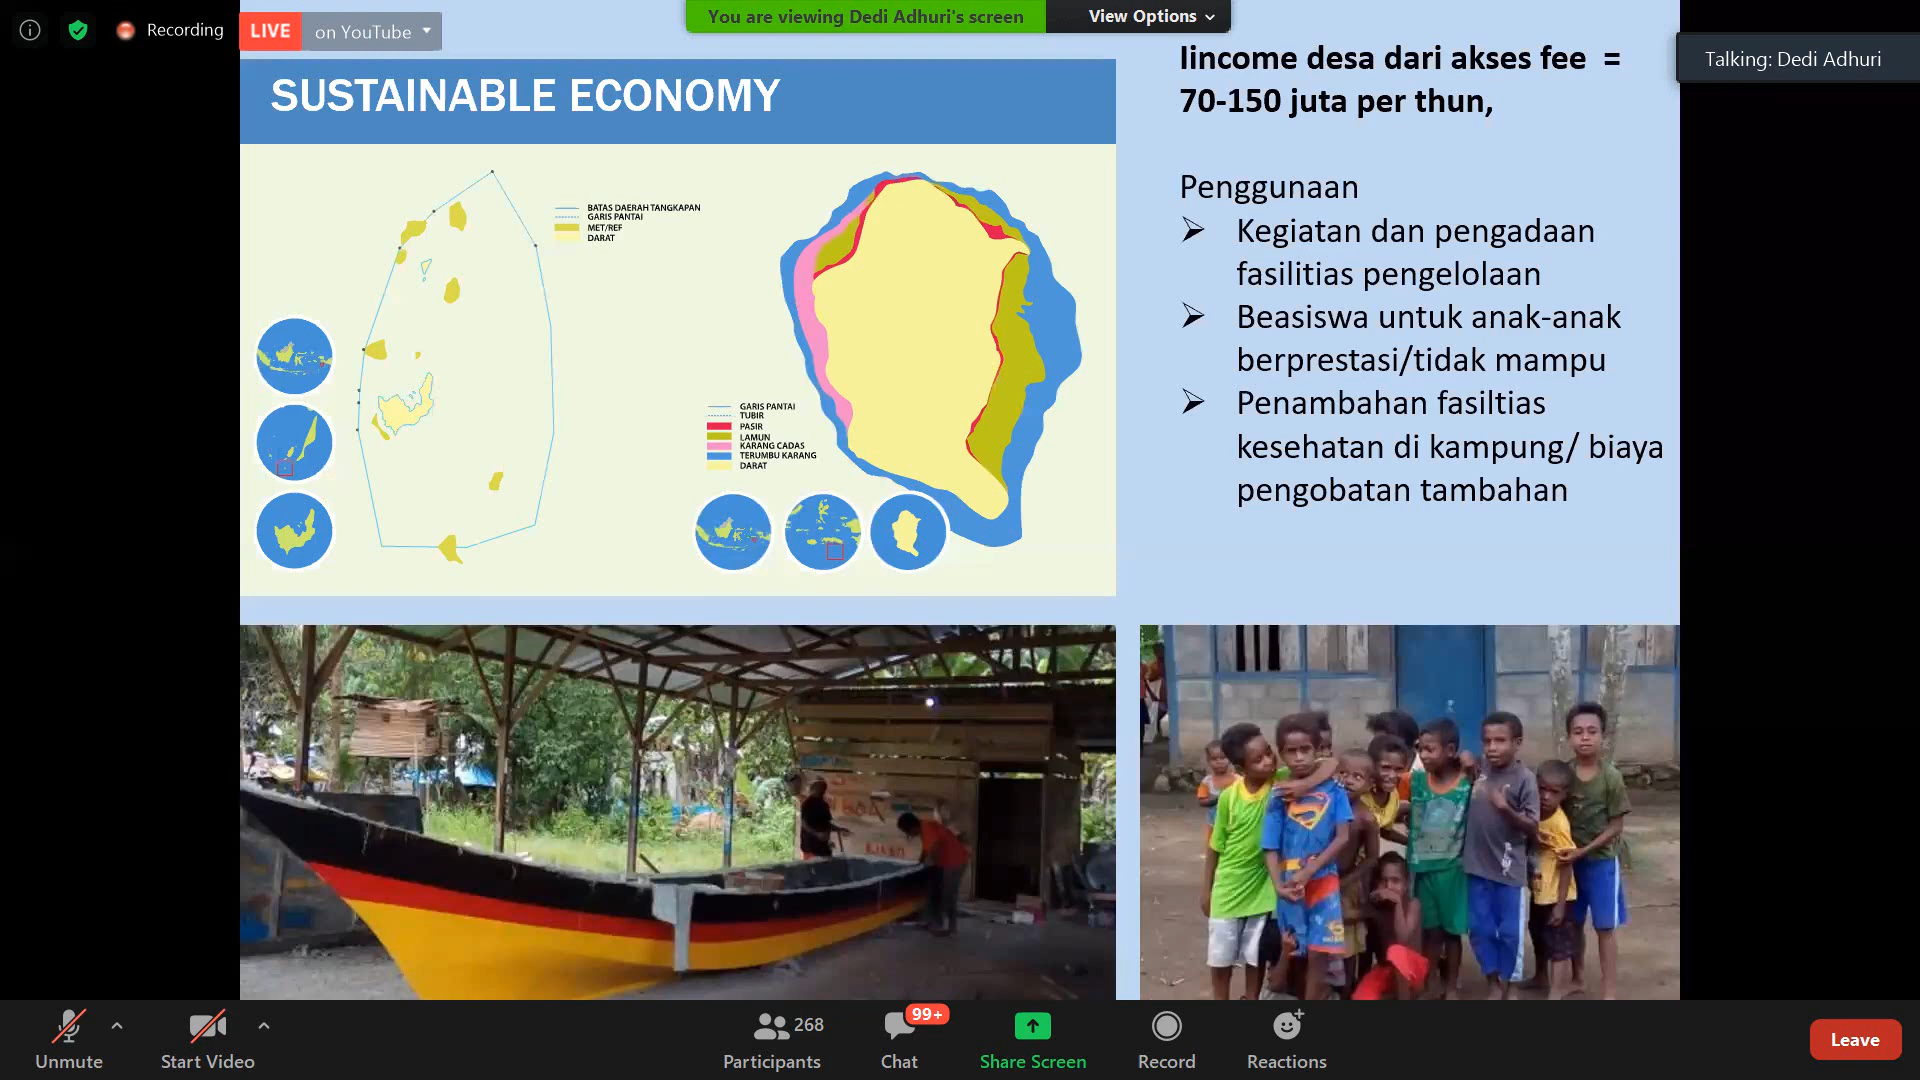 Recording
LIVE
on YouTube
You are viewing Dedi Adhuri's screen
View Options
Talking: Dedi Adhuri
SUSTAINABLE ECONOMY
BATAS DAERAH TANGKAPAN
GARIS PANTAI
MET/REF
DARAT
GARIS PANTAI
TUBIR
PASIR
LAMUN
KARANG CADAS
TERUMBU KARANG
DARAT
Iincome desa dari akses fee =
70-150 juta per thun,
Penggunaan
➢ Kegiatan dan pengadaan
fasilitias pengelolaan
➢ Beasiswa untuk anak-anak
berprestasi/tidak mampu
➢ Penambahan fasiltias
kesehatan di kampung/ biaya
pengobatan tambahan
Unmute
Start Video
268
Participants
99+
Chat
Share Screen
Record
Reactions
Leave